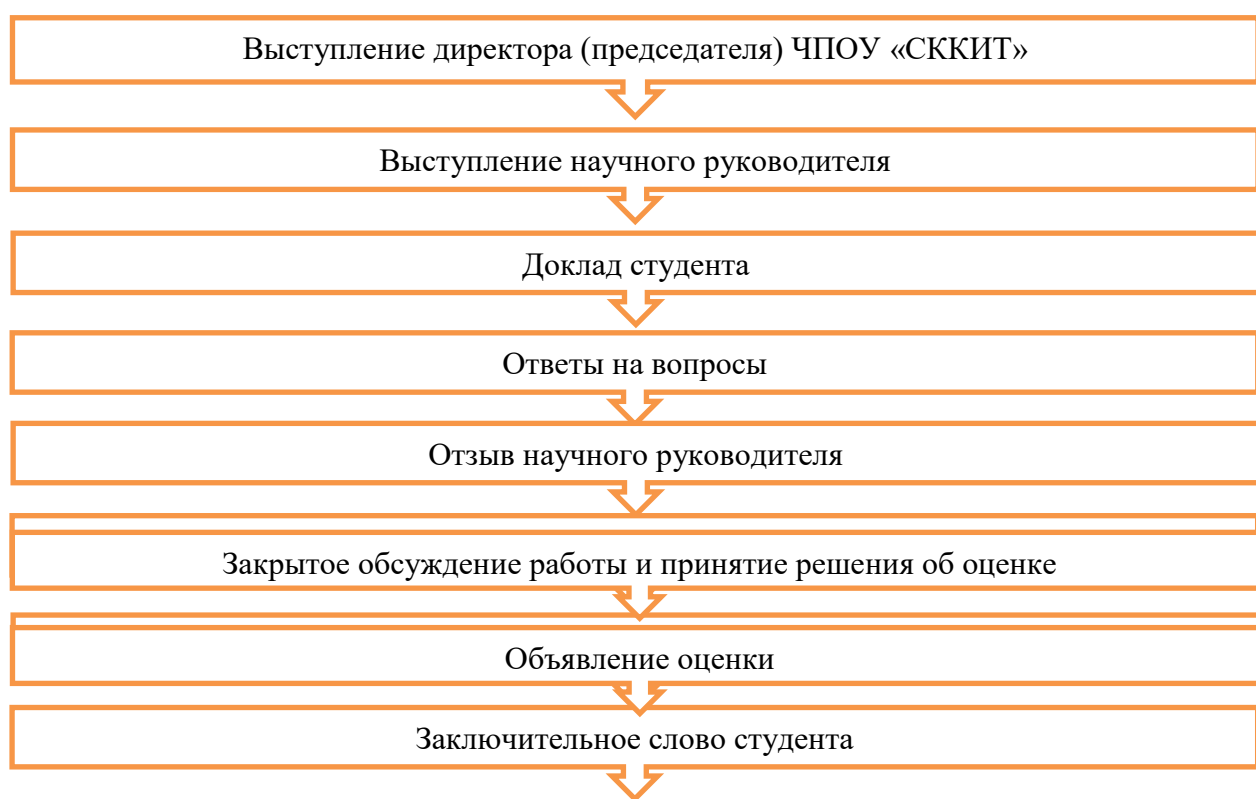 Выступление директора (председателя) ЧПОУ «СККИТ»
Выступление научного руководителя
Доклад студента
Ответы на вопросы
Отзыв научного руководителя
Закрытое обсуждение работы и принятие решения об оценке
Объявление оценки
Заключительное слово студента